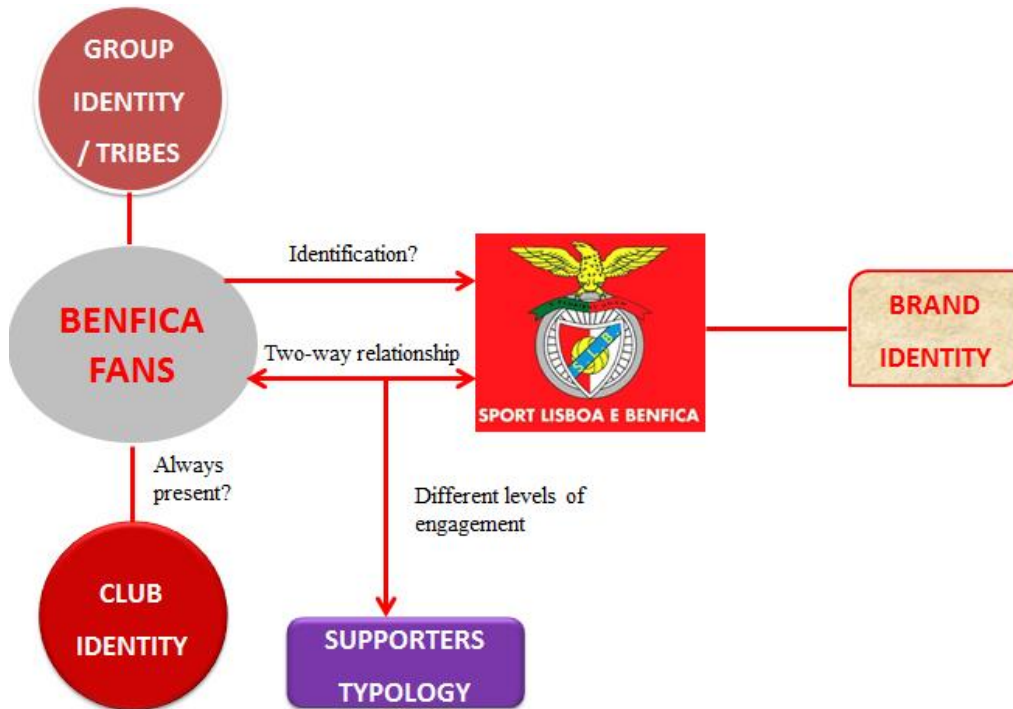 GROUP
IDENTITY
/ TRIBES
Identification?
BENFICA
FANS
Two-way relationship
S L B
SPORT LISBOA E BENFICA
BRAND
IDENTITY
Always
present?
Different levels of
engagement
CLUB
IDENTITY
SUPPORTERS
TYPOLOGY